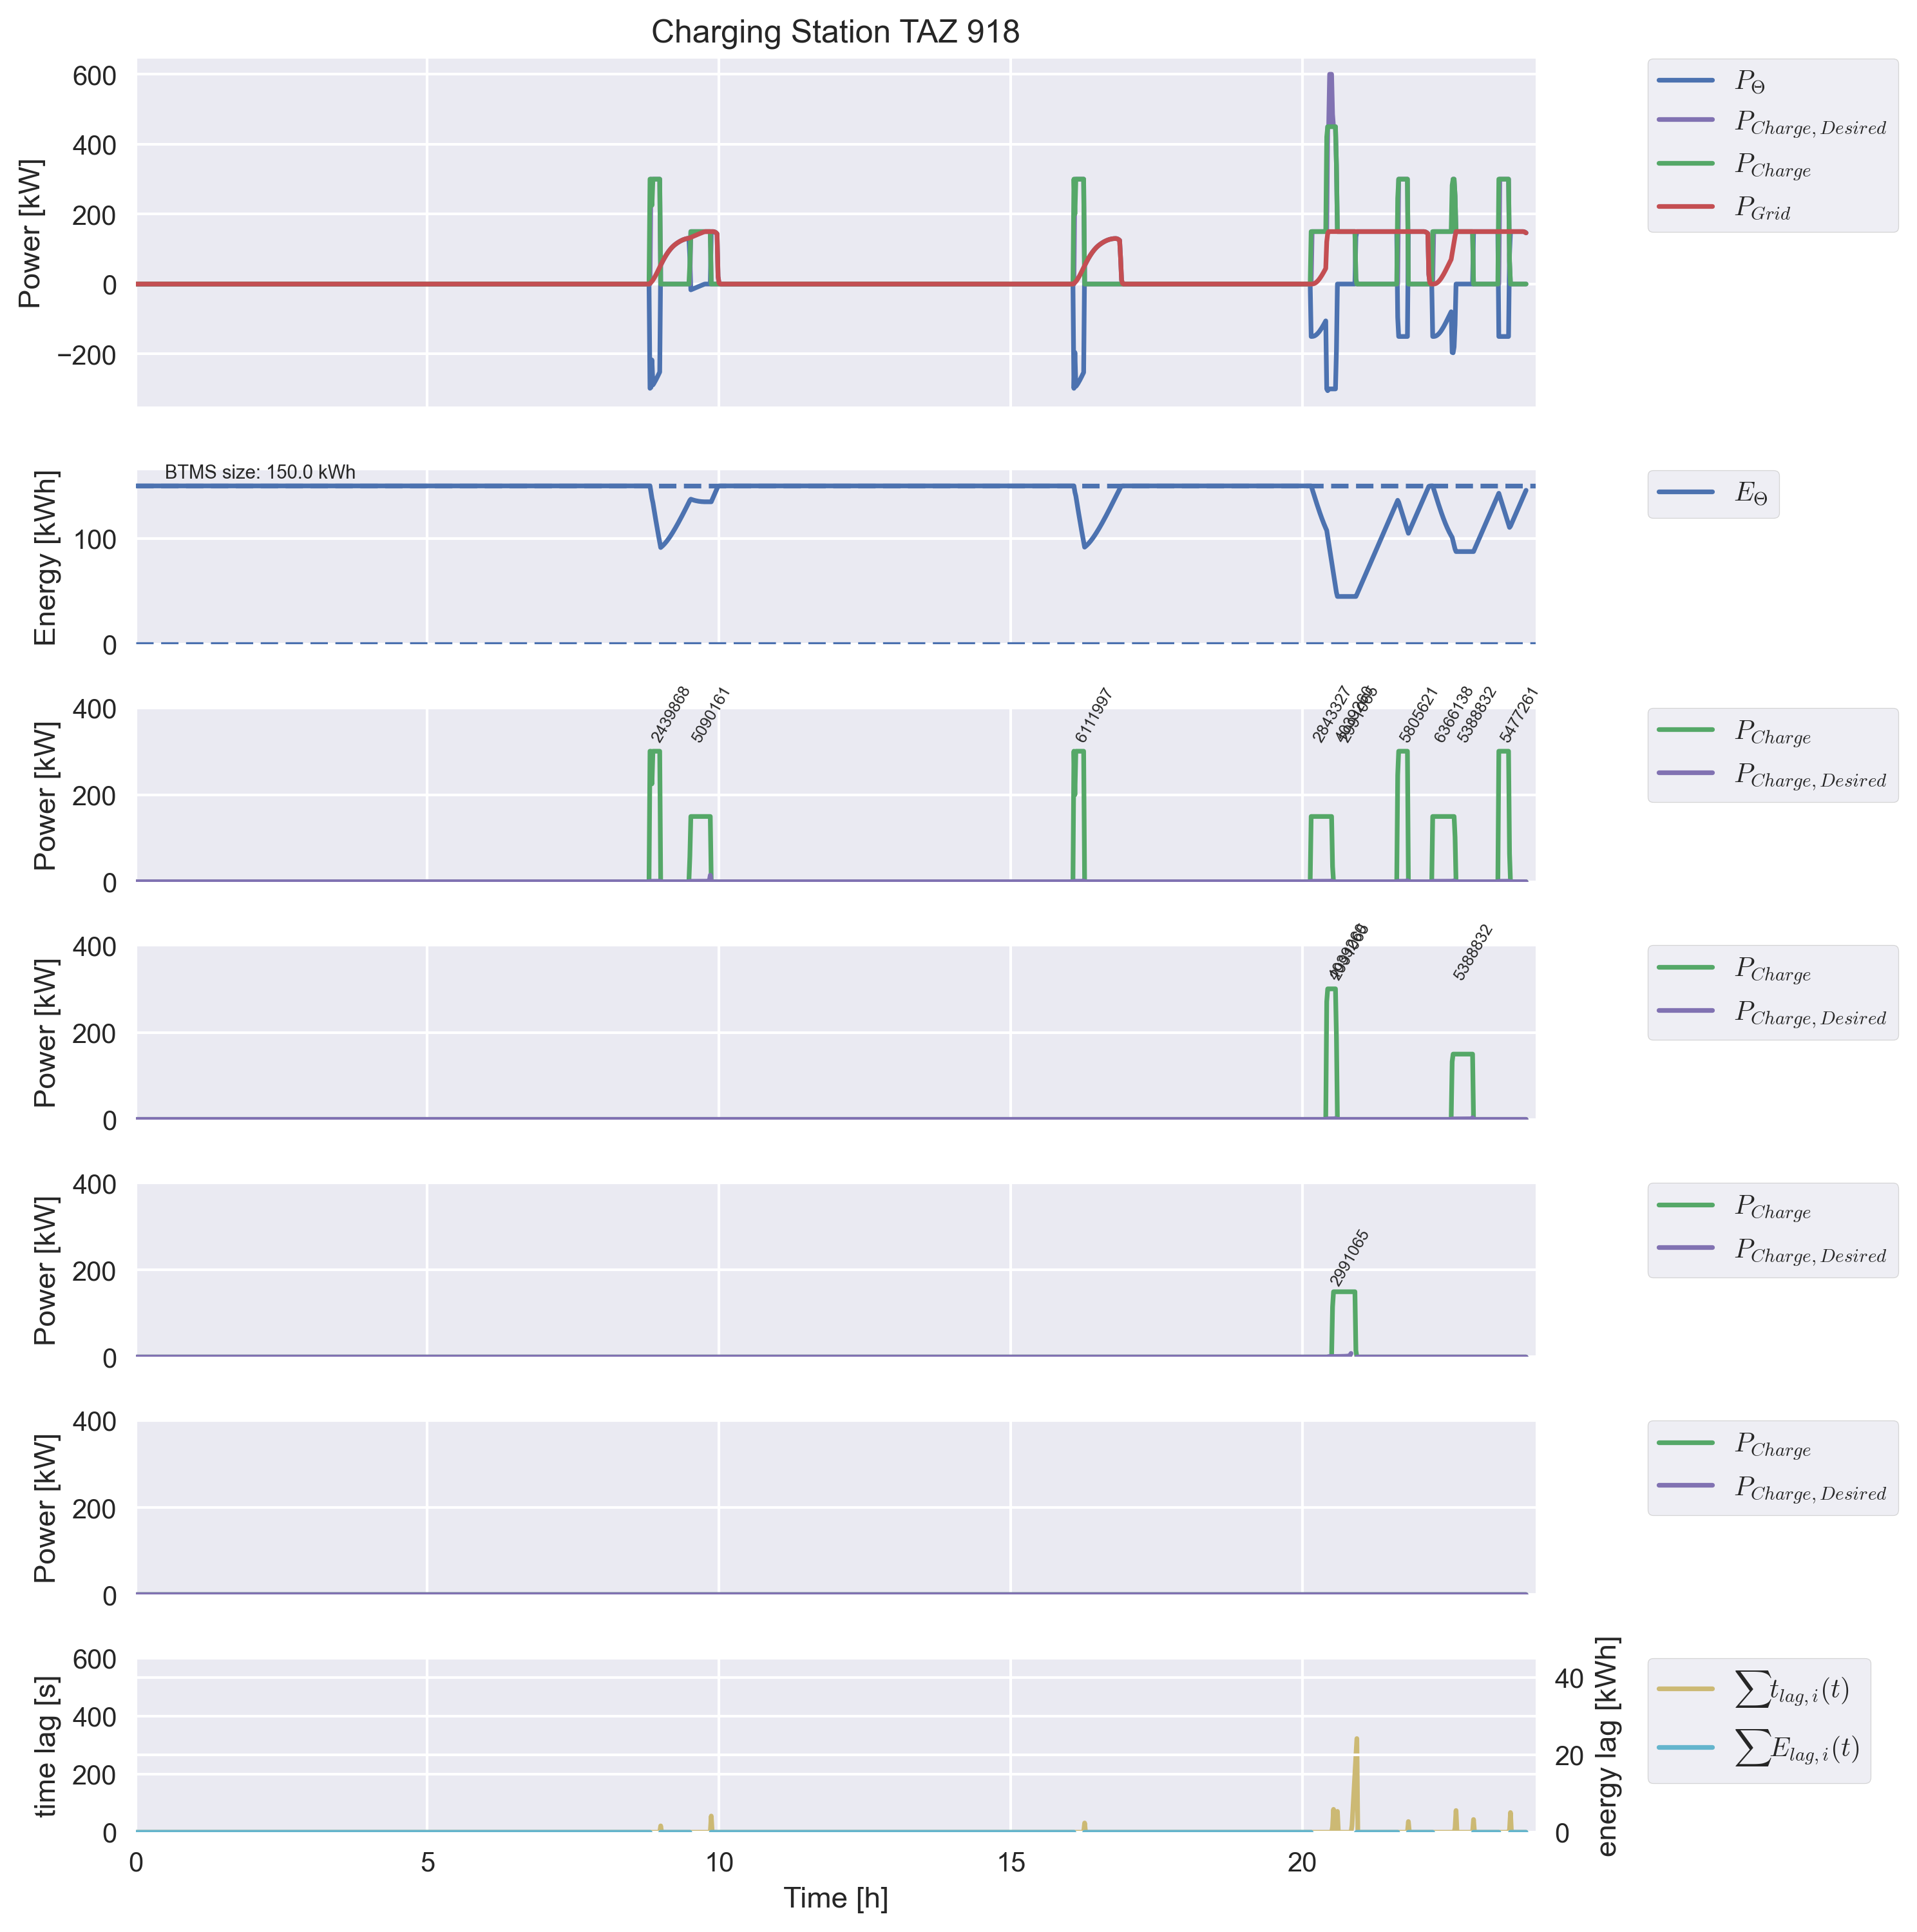 Charging Station TAZ 918
Power [kW]
600
400
200
0
−200
P_Θ
P_Charge, Desired
P_Charge
P_Grid
Energy [kWh]
100
0
BTMS size: 150.0 kWh
E_Θ
Power [kW]
400
200
0
2439868
5090161
6111997
2843327
5805621
6366138
5388832
5477261
P_Charge
P_Charge, Desired
Power [kW]
400
200
0
5388832
P_Charge
P_Charge, Desired
Power [kW]
400
200
0
2991065
P_Charge
P_Charge, Desired
Power [kW]
400
200
0
P_Charge
P_Charge, Desired
time lag [s]
600
400
200
0
energy lag [kWh]
40
20
0
∑t_lag, i(t)
∑E_lag, i(t)
0 5 10 15 20
Time [h]